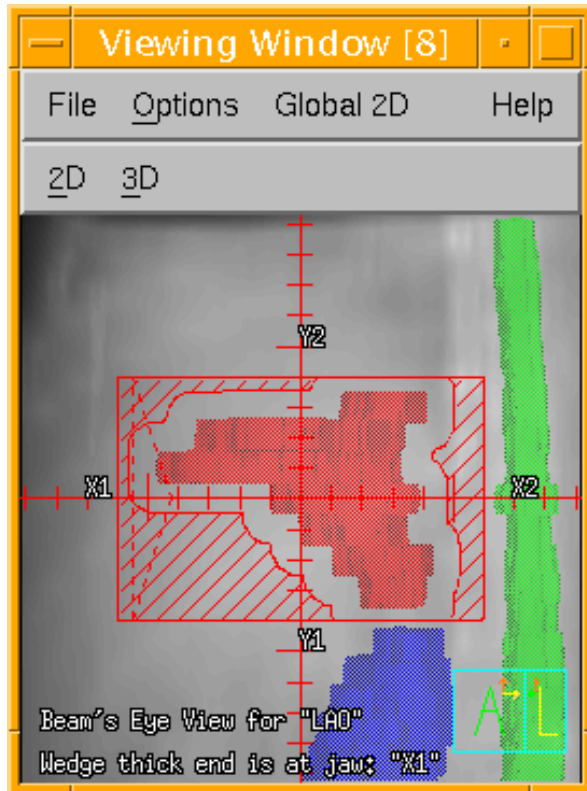 Viewing Window [8]
File Options Global 2D Help
2D 3D
Y2
X1 X2
Y1
A L
Beam's Eye View for "LAO"
Wedge thick end is at jaw: "X1"